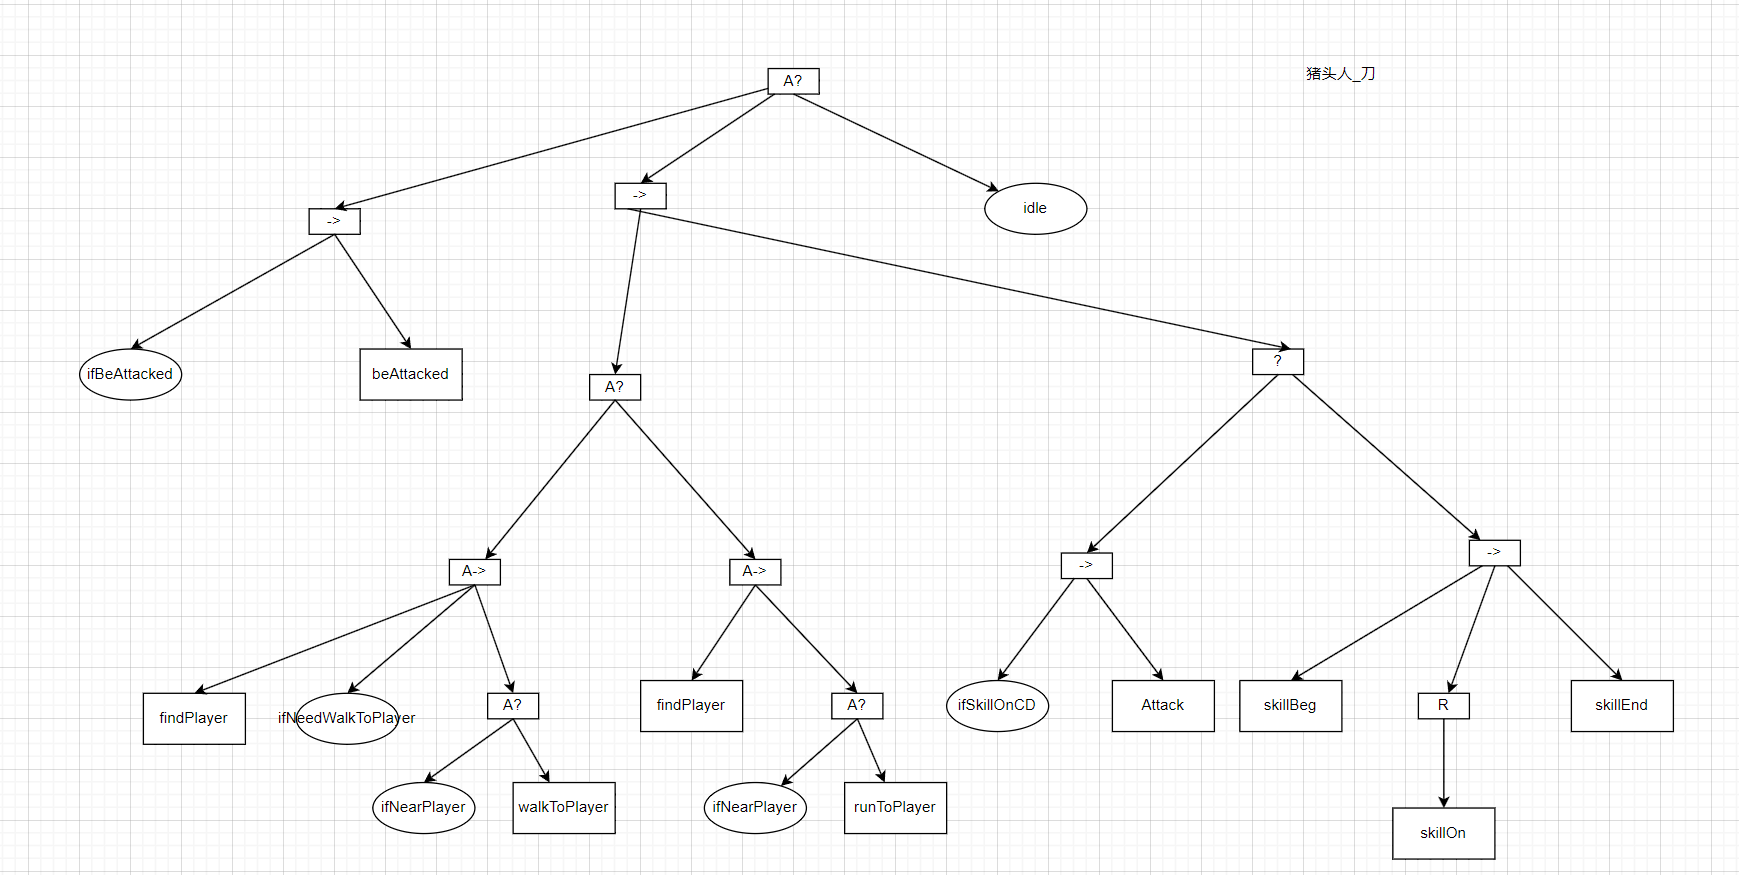 A?
猪头人_刀
->
->
idle
ifBeAttacked
beAttacked
A?
?
A->
A->
->
->
findPlayer
ifNeedWalkToPlayer
A?
findPlayer
A?
ifSkillOnCD
Attack
skillBeg
R
skillEnd
ifNearPlayer
walkToPlayer
ifNearPlayer
runToPlayer
skillOn